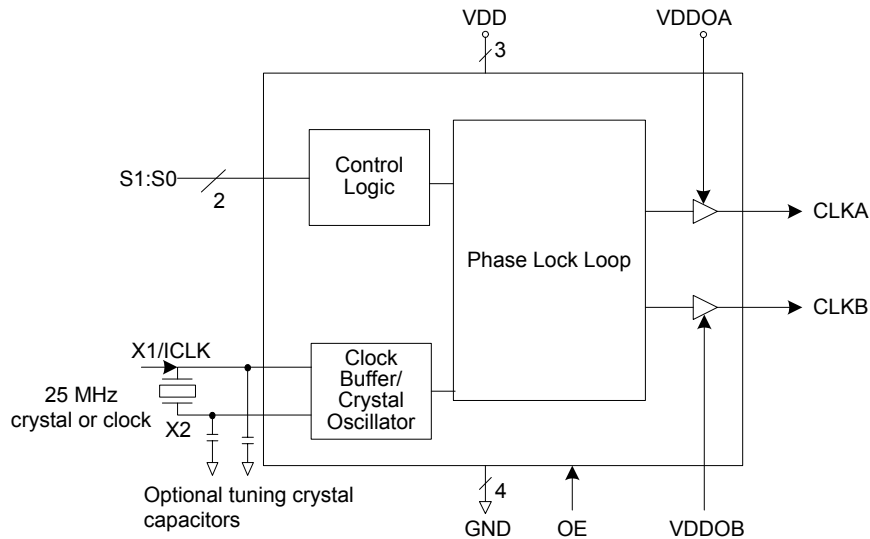 VDD
VDDOA
3
S1:S0
2
Control
Logic
Phase Lock Loop
CLKA
CLKB
X1/ICLK
25 MHz
crystal or clock
X2
Clock
Buffer/
Crystal
Oscillator
Optional tuning crystal
capacitors
4
GND
OE
VDDOB